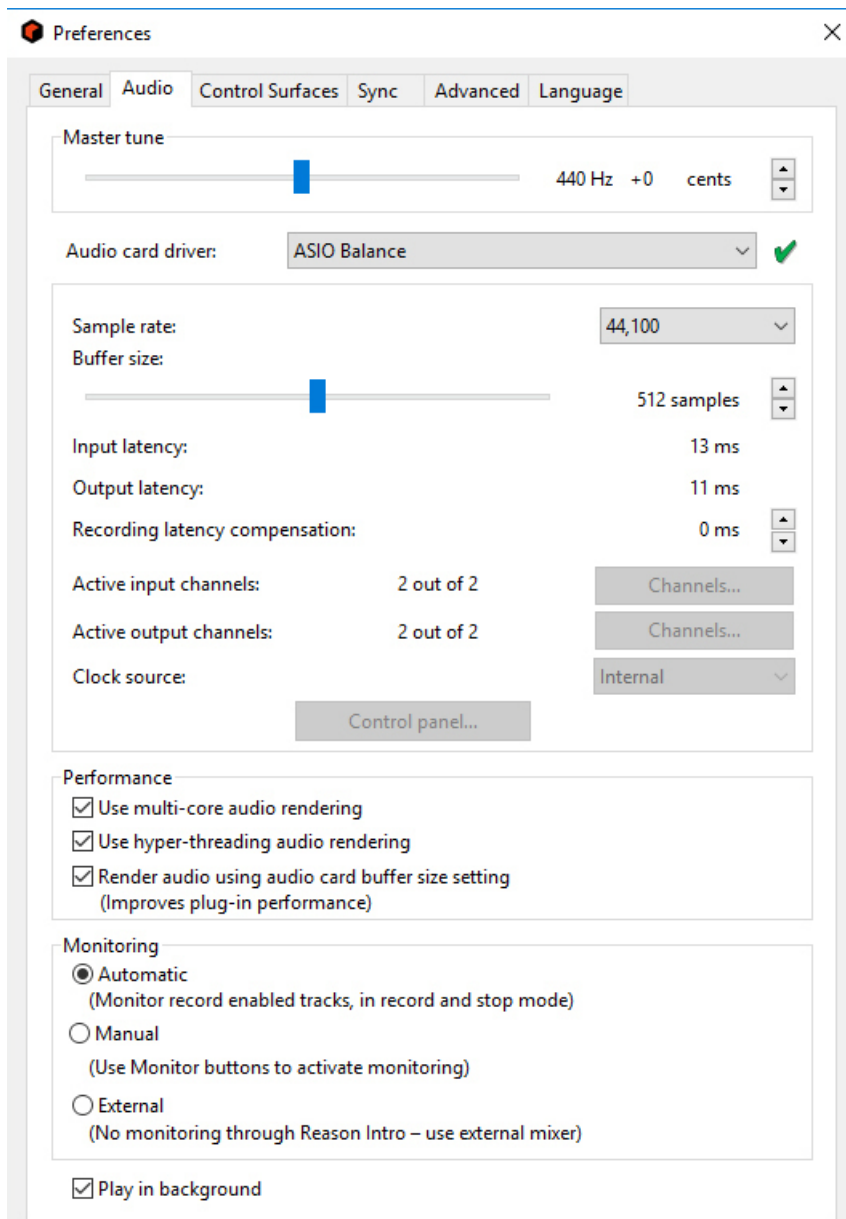 Preferences
General Audio Control Surfaces Sync Advanced Language
Master tune
440 Hz +0 cents
Audio card driver: ASIO Balance
Sample rate: 44,100
Buffer size:
512 samples
Input latency: 13 ms
Output latency: 11 ms
Recording latency compensation: 0 ms
Active input channels: 2 out of 2 Channels...
Active output channels: 2 out of 2 Channels...
Clock source: Internal
Control panel...
Performance
Use multi-core audio rendering
Use hyper-threading audio rendering
Render audio using audio card buffer size setting
(Improves plug-in performance)
Monitoring
Automatic
(Monitor record enabled tracks, in record and stop mode)
Manual
(Use Monitor buttons to activate monitoring)
External
(No monitoring through Reason Intro – use external mixer)
Play in background